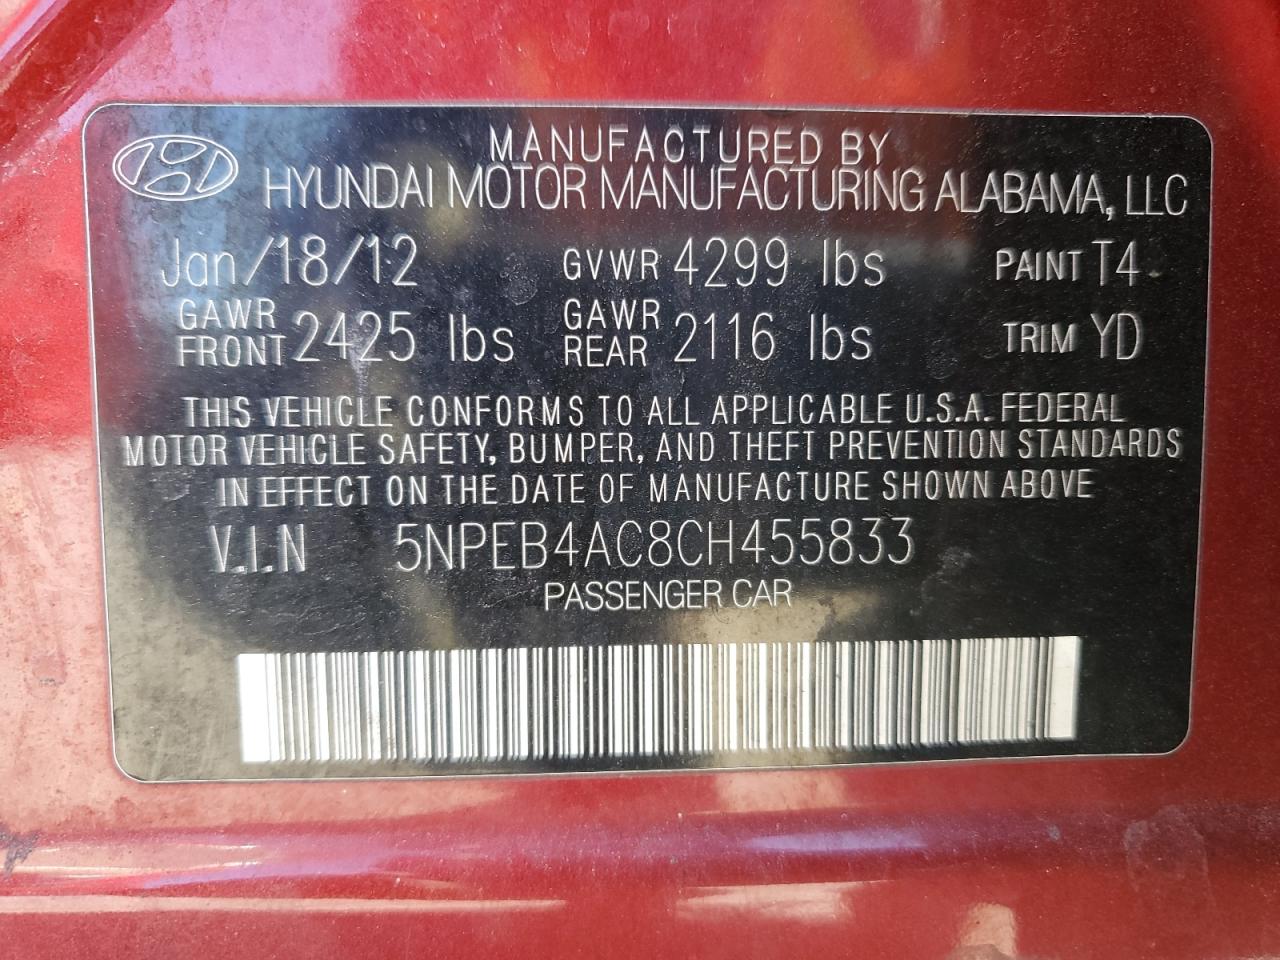 MANUFACTURED BY
HYUNDAI MOTOR MANUFACTURING ALABAMA, LLC
Jan/18/12 GVWR 4299 lbs PAINT T4
GAWR FRONT 2425 lbs GAWR REAR 2116 lbs TRIM YD
THIS VEHICLE CONFORMS TO ALL APPLICABLE U.S.A. FEDERAL
MOTOR VEHICLE SAFETY, BUMPER, AND THEFT PREVENTION STANDARDS
IN EFFECT ON THE DATE OF MANUFACTURE SHOWN ABOVE
V.I.N 5NPEB4AC8CH455833
PASSENGER CAR